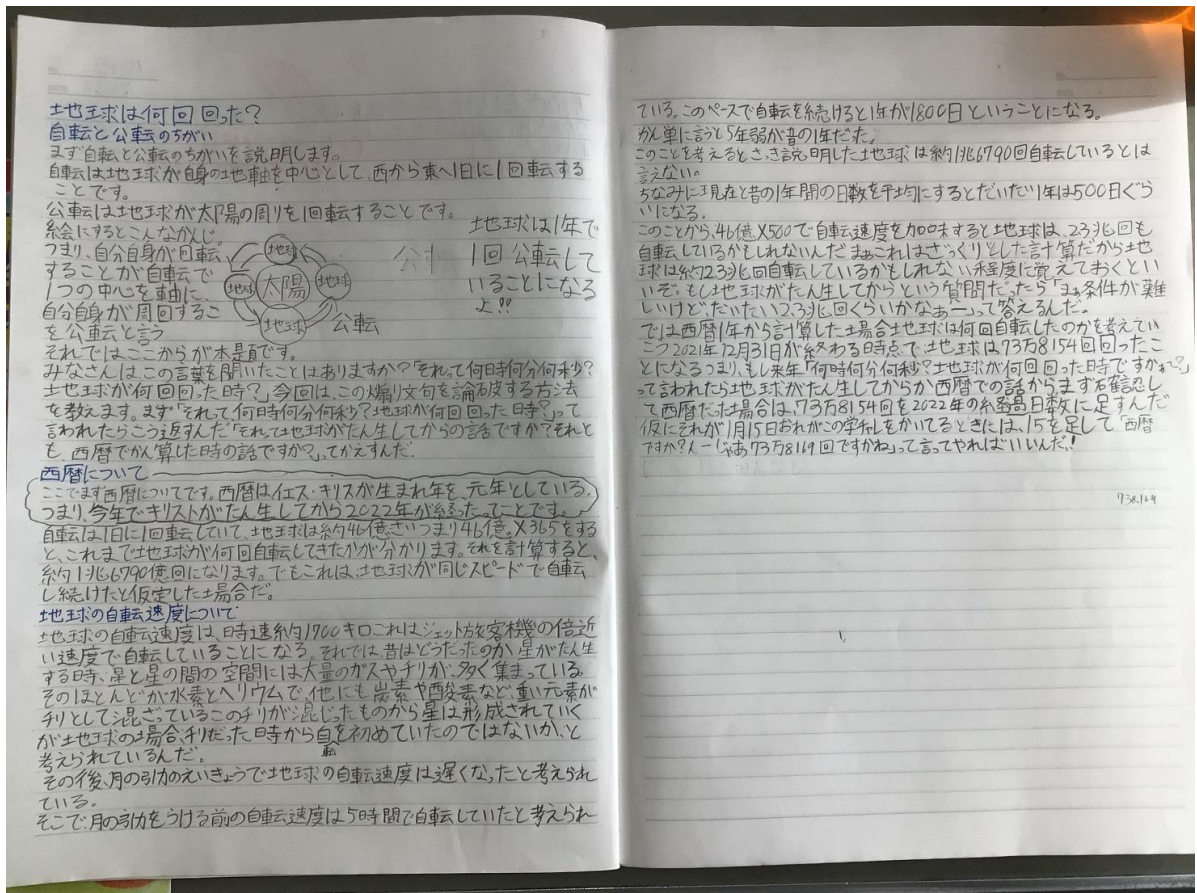 地球は何回回った?
自転と公転のちがい
まず自転と公転のちがいを説明します。
自転は地球が自身の地軸を中心として、西から東へ1日に1回転する
ことです。
公転は土地球が太陽の周りを1回転することです。
絵にするとこんなかんじ。
つまり、自分自身が回転
することが自転で
1つの中心を軸に、
自分自身が周回するこ
とを公転と言う
地球
地球
太陽
地球
地球
公転
地球は1年で
1回公転して
いることになる
よ!!
それではここからが本題です。
みなさんはこの言葉を聞いたことはありますか?「それって何日時何分何秒?
地球が何回回った時?」今回は、この煽り文句を論破する方法
を教えます。まず「それって何時何分何秒?地球が何回回った日時?」って
言われたらこう返すんだ「それって地球がたん生してからの話ですか?それと
も、西暦でかん算した時の話ですか?」ってかえすんだ。
西暦について
ここでまず西暦についてです。西暦はイエス・キリスが生まれ年を、元年としている。
つまり、今年でキリストがたん生してから2022年が経ったってことです。
自転は1日に1回転していて、地球は約46億さいつまり46億×365をする
と、これまで地球が何回自転してきたかが分かります。それを計算すると、
約1兆6790億回になります。でもこれは、地球が同じスピードで自転
し続けたと仮定した場合だ。
地球の自転速度について
地球の自転速度は、時速約1700キロこれはジェット旅客機の倍近
い速度で自転していることになる。それでは、昔はどうだったのか星がたん生
する時、星と星の間の空間には大量のガスやチリが、多く集まっている。
そのほとんどが水素とヘリウムで、他にも炭素や酸素など、重い元素が
チリとして混ざっているこのチリが混じったものから星は形成されていく
が地球の場合、チリだった時から自転を初めていたのではないか、と
考えられているんだ。
その後、月の引力のえいきょうで地球の自転速度は遅くなったと考えられ
ている。
そこで、月の引力をうける前の自転速度は5時間で自転していたと考えられ
ている。このペースで自転を続けると1年が1800日ということになる。
かん単に言うと5年弱が昔の1年だった。
このことを考えると、さっき説明した地球は約1兆6790回自転しているとは
言えない。
ちなみに現在と昔の1年間の日数を平均にするとだいたい1年は500日ぐら
いになる。
このことから、46億×500で自転速度を加味すると地球は、2.3兆回も
自転しているかもしれないんだまぁこれはざっくりとした計算だから地
球は約2.3兆回自転しているかもしれない程度に覚えておくとい
いぞ。もし地球がたん生してからという質問だったら「まぁ条件が難し
いけど、だいたい2.3兆回くらいかなぁー」って答えるんだ。
では西暦1年から計算した場合地球は何回自転したのかを考えてい
こう2021年12月31日が終わる時点で、地球は73万8154回回ったこ
とになるつまり、もし来年「何時何分何秒?地球が何回回った時ですかぁ〜?」
って言われたら地球がたん生してからか西暦での話からまず確認し
て西暦だった場合は、73万8154回を2022年の経過日数に足すんだ
仮にそれが1月15日おれがこの学チャレをかいてるときには、15を足して「西暦
ですか?んーじゃあ73万8119回ですかね」って言ってやればいいんだ!